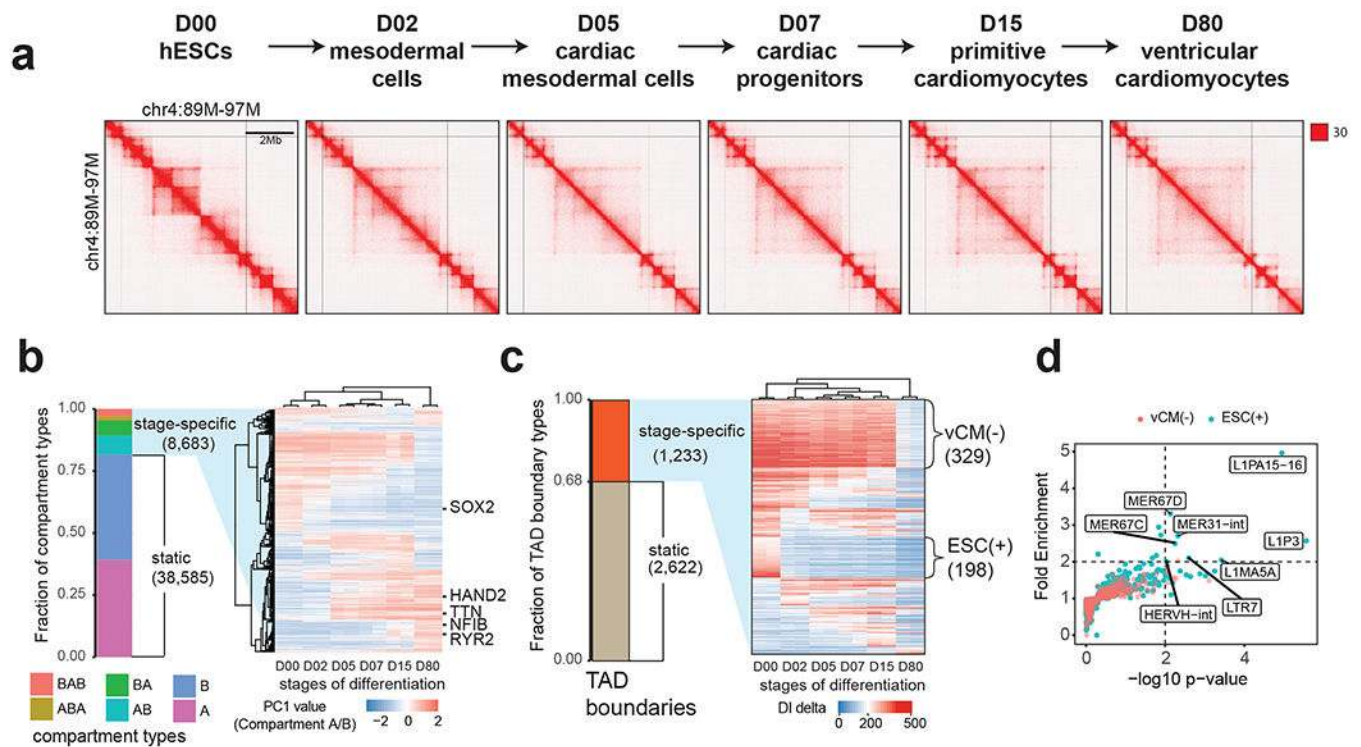 a
D00
hESCs
D02
mesodermal
cells
D05
cardiac
mesodermal cells
D07
cardiac
progenitors
D15
primitive
cardiomyocytes
D80
ventricular
cardiomyocytes
chr4:89M-97M
chr4:89M-97M
2Mb
30
b
Fraction of compartment types
1.00
0.75
0.50
0.25
0.00
stage-specific
(8,683)
static
(38,585)
SOX2
HAND2
TTN
NFIB
RYR2
D00 D02 D05 D07 D15 D80
stages of differentiation
PC1 value
(Compartment A/B)
−2 0 2
BAB BA B
ABA AB A
compartment types
c
Fraction of TAD boundary types
1.00
0.68
0.00
stage-specific
(1,233)
static
(2,622)
TAD
boundaries
vCM(-)
(329)
ESC(+)
(198)
D00 D02 D05 D07 D15 D80
stages of differentiation
DI delta
0 200 500
d
vCM(-) ESC(+)
Fold Enrichment
5
4
3
2
1
0
L1PA15−16
MER67D
MER67C
MER31−int
L1P3
L1MA5A
LTR7
HERVH−int
0 2 4
−log10 p−value